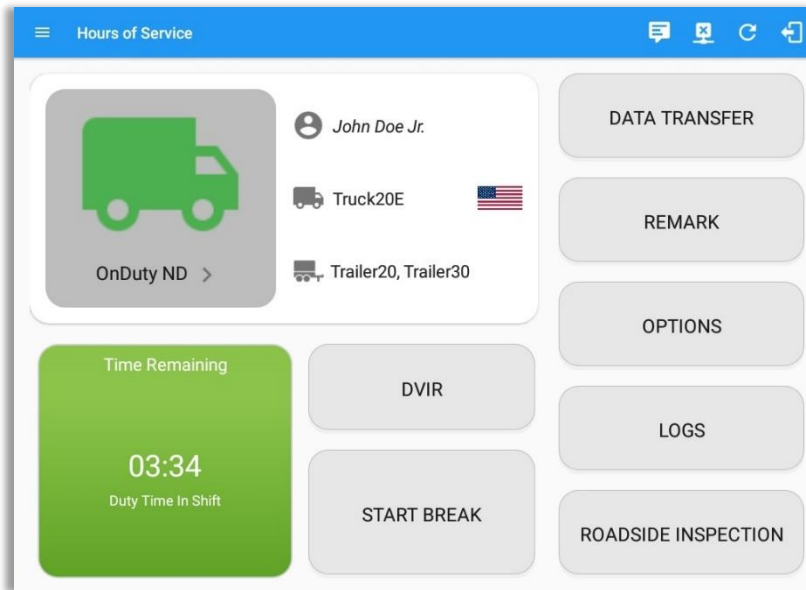 Hours of Service
John Doe Jr.
Truck20E
OnDuty ND
Trailer20, Trailer30
Time Remaining
03:34
Duty Time In Shift
DVIR
START BREAK
DATA TRANSFER
REMARK
OPTIONS
LOGS
ROADSIDE INSPECTION